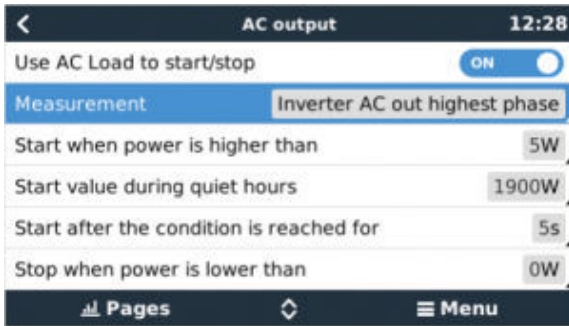 AC output 12:28
Use AC Load to start/stop ON
Measurement Inverter AC out highest phase
Start when power is higher than 5W
Start value during quiet hours 1900W
Start after the condition is reached for 5s
Stop when power is lower than 0W
Pages Menu